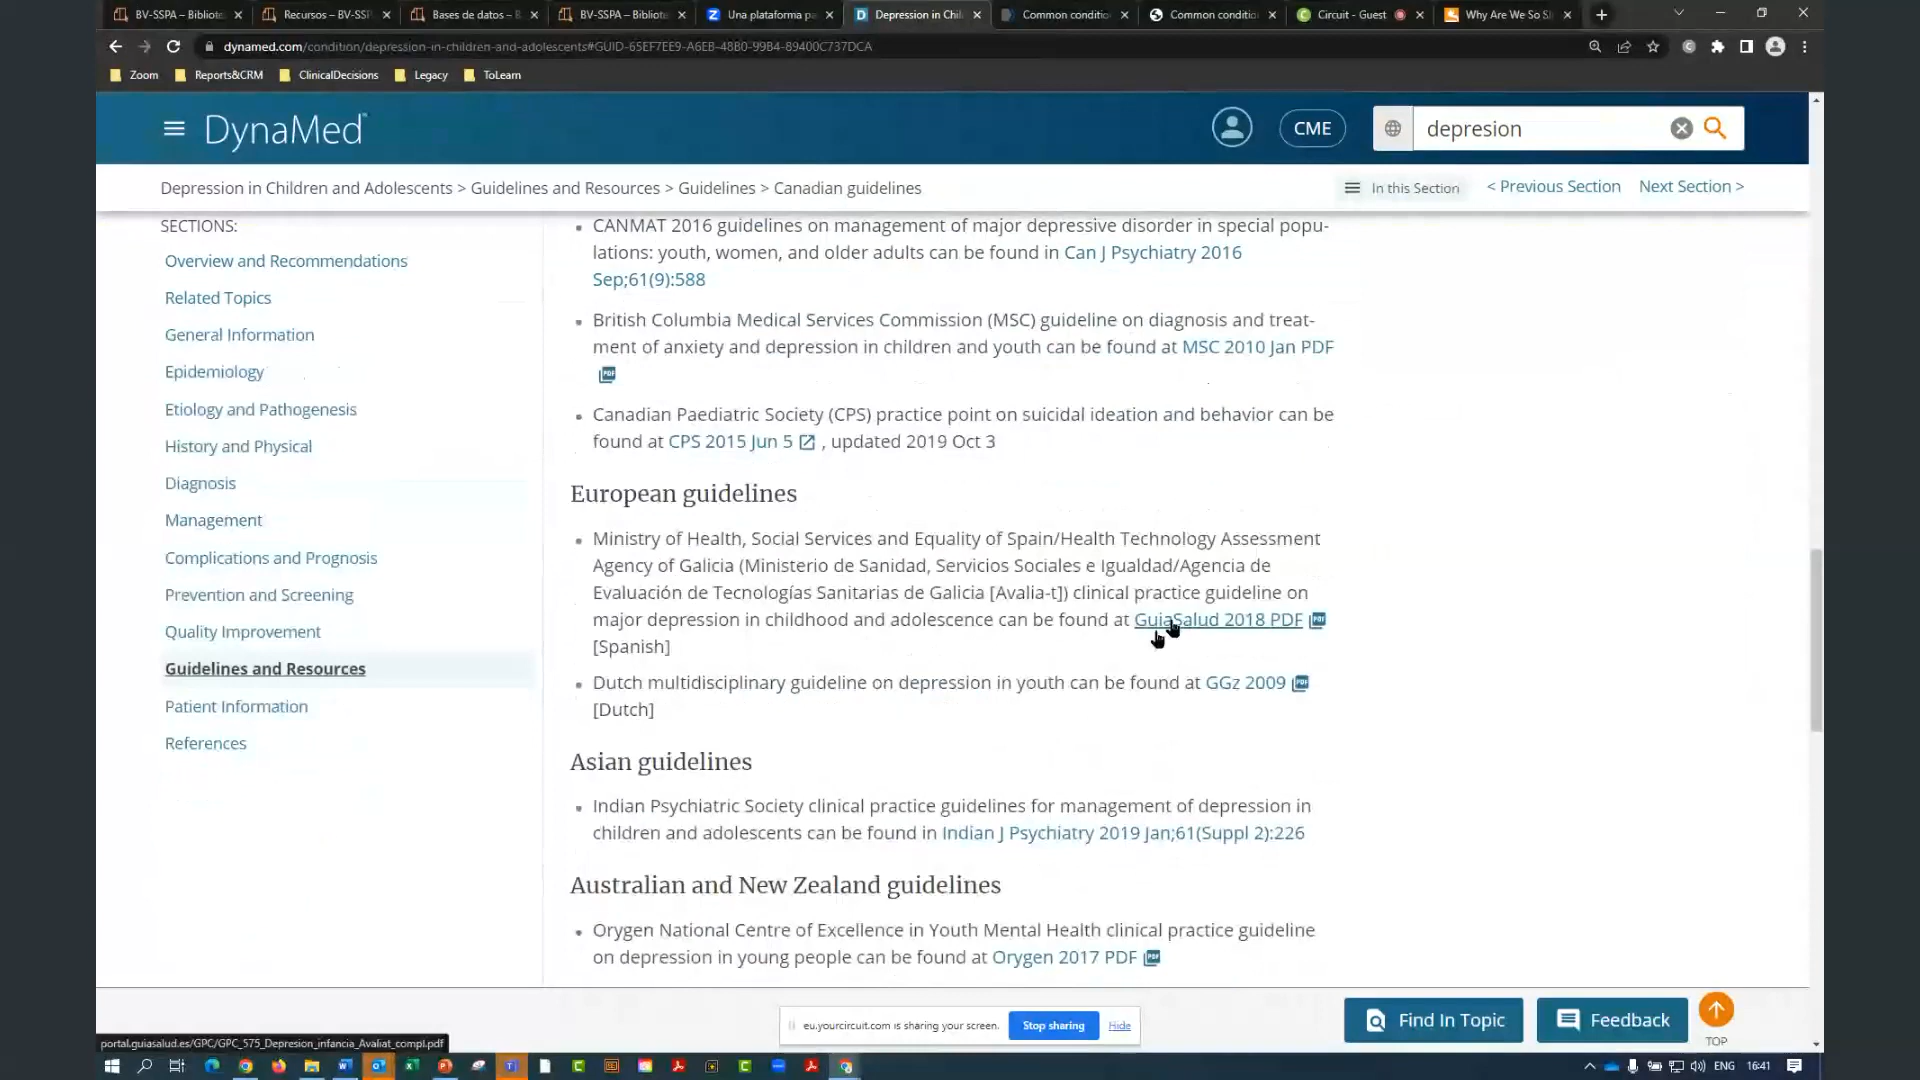 BV-SSPA – Bibliote
Recursos – BV-SSP
Bases de datos – B
BV-SSPA – Bibliote
Una plataforma pa
Depression in Chil
Common conditio
Common conditio
Circuit - Guest
Why Are We So Sl
dynamed.com/condition/depression-in-children-and-adolescents#GUID-65EF7EE9-A6EB-48B0-99B4-89400C737DCA
Zoom
Reports&CRM
ClinicalDecisions
Legacy
ToLearn
DynaMed
CME
depresion
Depression in Children and Adolescents > Guidelines and Resources > Guidelines > Canadian guidelines
In this Section
< Previous Section
Next Section >
SECTIONS:
Overview and Recommendations
Related Topics
General Information
Epidemiology
Etiology and Pathogenesis
History and Physical
Diagnosis
Management
Complications and Prognosis
Prevention and Screening
Quality Improvement
Guidelines and Resources
Patient Information
References
CANMAT 2016 guidelines on management of major depressive disorder in special popu-
lations: youth, women, and older adults can be found in Can J Psychiatry 2016
Sep;61(9):588
British Columbia Medical Services Commission (MSC) guideline on diagnosis and treat-
ment of anxiety and depression in children and youth can be found at MSC 2010 Jan PDF
PDF
Canadian Paediatric Society (CPS) practice point on suicidal ideation and behavior can be
found at CPS 2015 Jun 5 , updated 2019 Oct 3
European guidelines
Ministry of Health, Social Services and Equality of Spain/Health Technology Assessment
Agency of Galicia (Ministerio de Sanidad, Servicios Sociales e Igualdad/Agencia de
Evaluación de Tecnologías Sanitarias de Galicia [Avalia-t]) clinical practice guideline on
major depression in childhood and adolescence can be found at GuiaSalud 2018 PDF PDF
[Spanish]
Dutch multidisciplinary guideline on depression in youth can be found at GGz 2009 PDF
[Dutch]
Asian guidelines
Indian Psychiatric Society clinical practice guidelines for management of depression in
children and adolescents can be found in Indian J Psychiatry 2019 Jan;61(Suppl 2):226
Australian and New Zealand guidelines
Orygen National Centre of Excellence in Youth Mental Health clinical practice guideline
on depression in young people can be found at Orygen 2017 PDF PDF
eu.yourcircuit.com is sharing your screen.
Stop sharing
Hide
Find In Topic
Feedback
TOP
portal.guiasalud.es/GPC/GPC_575_Depresion_infancia_Avaliat_compl.pdf
ENG
16:41